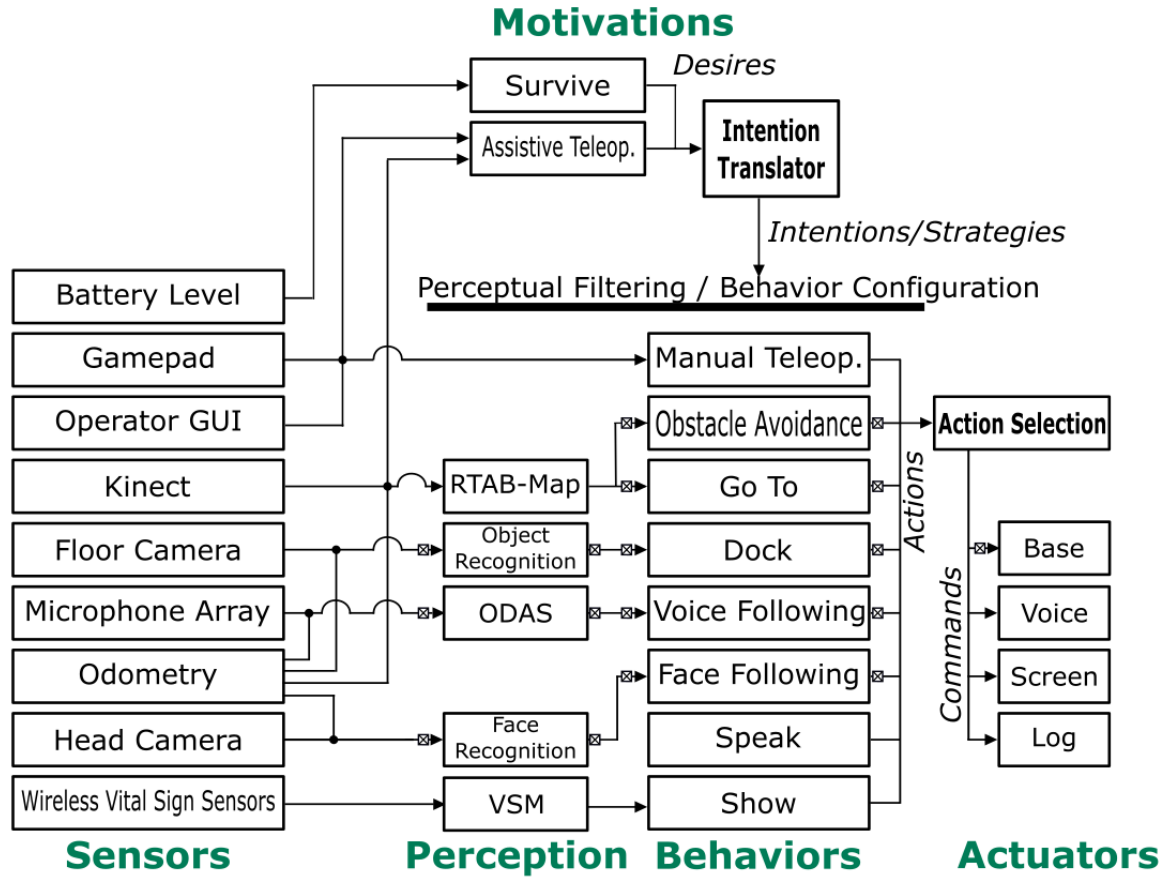 Motivations
Survive
Desires
Assistive Teleop.
Intention
Translator
Intentions/Strategies
Perceptual Filtering / Behavior Configuration
Battery Level
Gamepad
Operator GUI
Kinect
Floor Camera
Microphone Array
Odometry
Head Camera
Wireless Vital Sign Sensors
Sensors
RTAB-Map
Object
Recognition
ODAS
Face
Recognition
VSM
Perception
Manual Teleop.
Obstacle Avoidance
Go To
Dock
Voice Following
Face Following
Speak
Show
Behaviors
Actions
Action Selection
Commands
Base
Voice
Screen
Log
Actuators